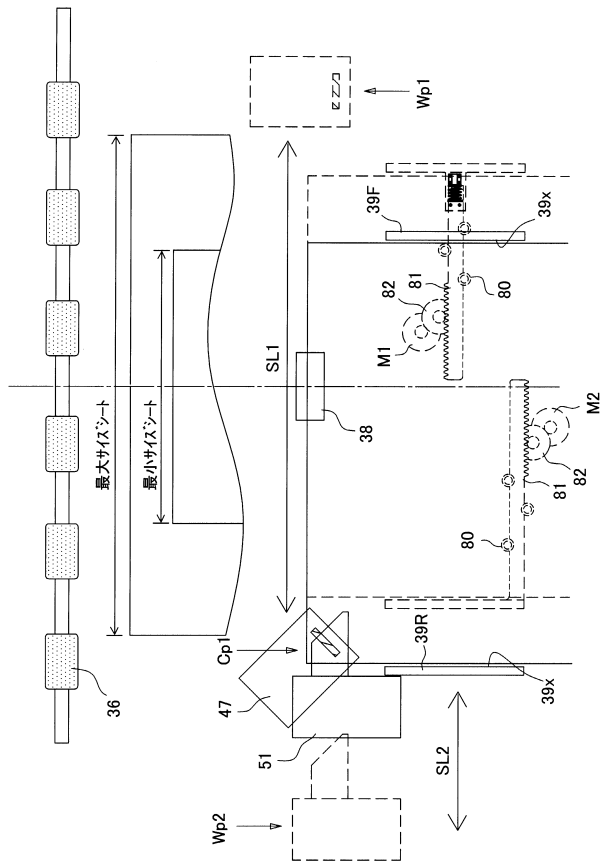 36
最大サイズシート
最小サイズシート
Wp1
SL1
39F
39x
82
81
80
M1
38
M2
82
81
80
Cp1
47
39R
39x
51
SL2
Wp2